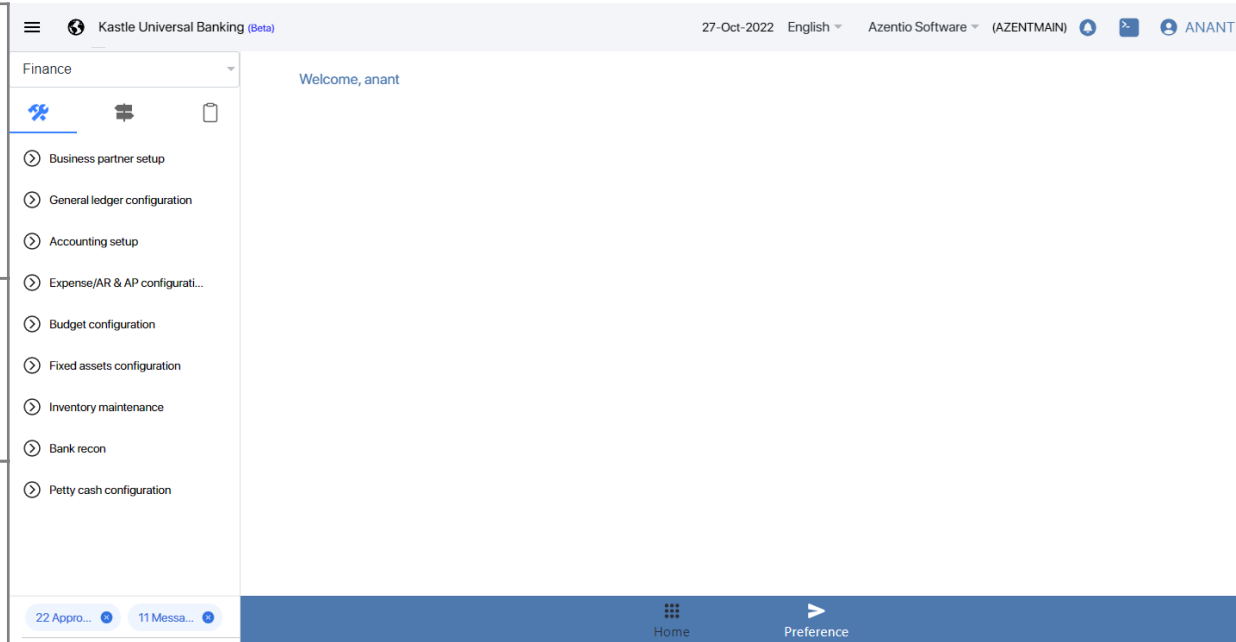 Kastle Universal Banking (Beta)
27-Oct-2022 English Azentio Software (AZENTMAIN) ANANT
Finance
Welcome, anant
Business partner setup
General ledger configuration
Accounting setup
Expense/AR & AP configurati...
Budget configuration
Fixed assets configuration
Inventory maintenance
Bank recon
Petty cash configuration
22 Appro... 11 Messa...
Home Preference